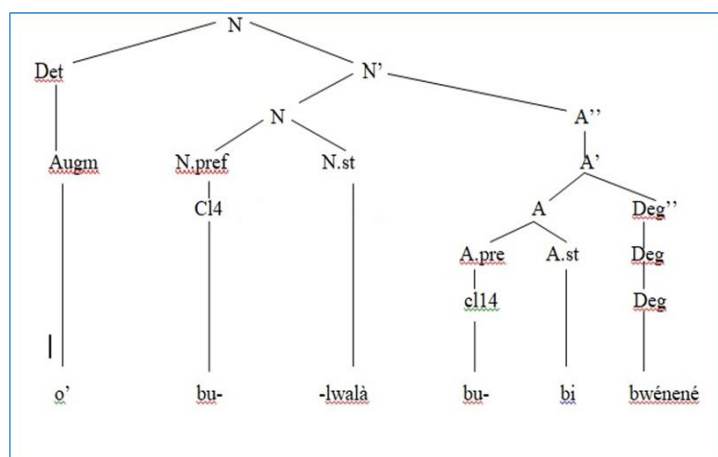 N
Det N’
N A’’
Augm N.pref N.st A’
Cl4 A Deg’’
A.pre A.st Deg
cl14 Deg
o’ bu- -lwalà bu- bi bwénené